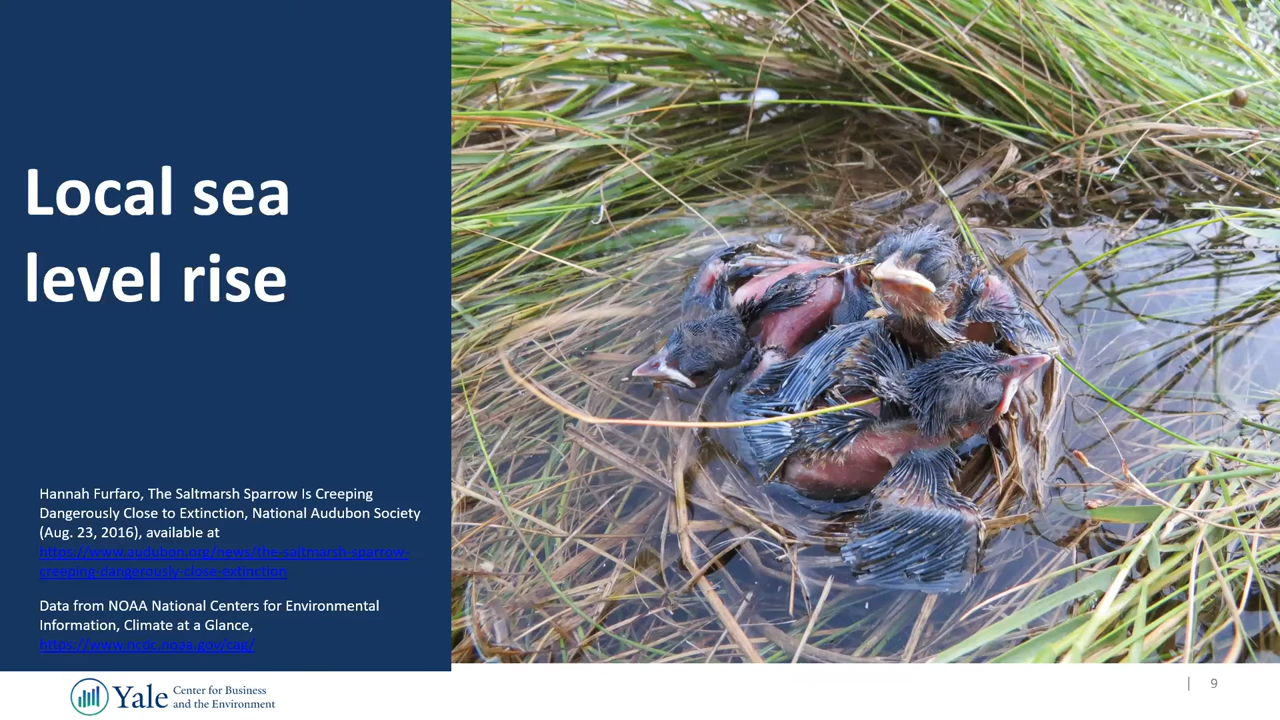 Local sea
level rise
Hannah Furfaro, The Saltmarsh Sparrow Is Creeping
Dangerously Close to Extinction, National Audubon Society
(Aug. 23, 2016), available at
https://www.audubon.org/news/the-saltmarsh-sparrow-
creeping-dangerously-close-extinction
Data from NOAA National Centers for Environmental
Information, Climate at a Glance,
https://www.ncdc.noaa.gov/cag/
Yale Center for Business
and the Environment
| 9